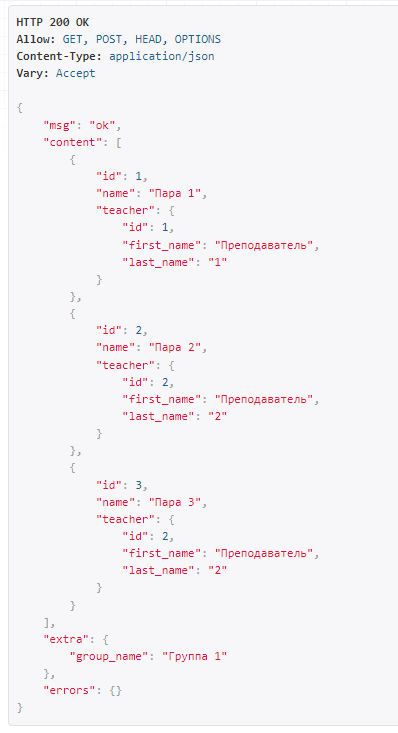 HTTP 200 OK
Allow: GET, POST, HEAD, OPTIONS
Content-Type: application/json
Vary: Accept
{
"msg": "ok",
"content": [
{
"id": 1,
"name": "Пара 1",
"teacher": {
"id": 1,
"first_name": "Преподаватель",
"last_name": "1"
}
},
{
"id": 2,
"name": "Пара 2",
"teacher": {
"id": 2,
"first_name": "Преподаватель",
"last_name": "2"
}
},
{
"id": 3,
"name": "Пара 3",
"teacher": {
"id": 2,
"first_name": "Преподаватель",
"last_name": "2"
}
}
],
"extra": {
"group_name": "Группа 1"
},
"errors": {}
}